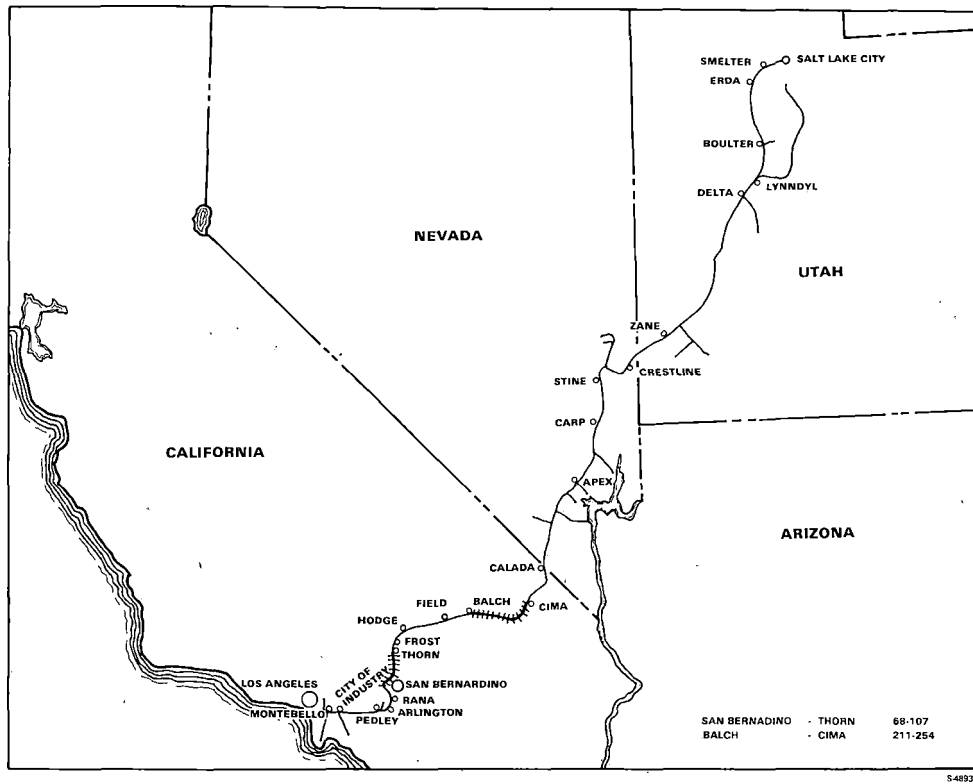 SMELTER
SALT LAKE CITY
ERDA
BOULTER
LYNNDYL
DELTA
NEVADA
UTAH
ZANE
CRESTLINE
STINE
CARP
CALIFORNIA
APEX
ARIZONA
CALADA
FIELD
BALCH
CIMA
HODGE
FROST
THORN
CITY OF
INDUSTRY
LOS ANGELES
SAN BERNARDINO
RANA
MONTEBELLO
PEDLEY
ARLINGTON
SAN BERNADINO - THORN 68-107
BALCH - CIMA 211-254
S-4893